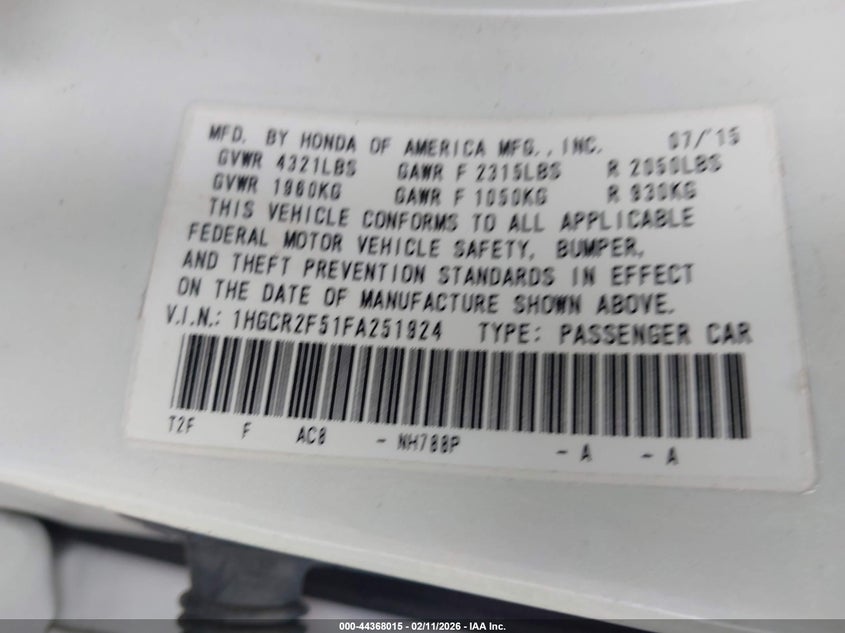 MFD. BY HONDA OF AMERICA MFG., INC. 07/'15
GVWR 4321LBS GAWR F 2315LBS R 2050LBS
GVWR 1960KG GAWR F 1050KG R 930KG
THIS VEHICLE CONFORMS TO ALL APPLICABLE
FEDERAL MOTOR VEHICLE SAFETY, BUMPER,
AND THEFT PREVENTION STANDARDS IN EFFECT
ON THE DATE OF MANUFACTURE SHOWN ABOVE.
V.I.N.: 1HGCR2F51FA251924 TYPE: PASSENGER CAR
T2F F AC0 - NH788P - A - A
000-44368015 - 02/11/2026 - IAA Inc.